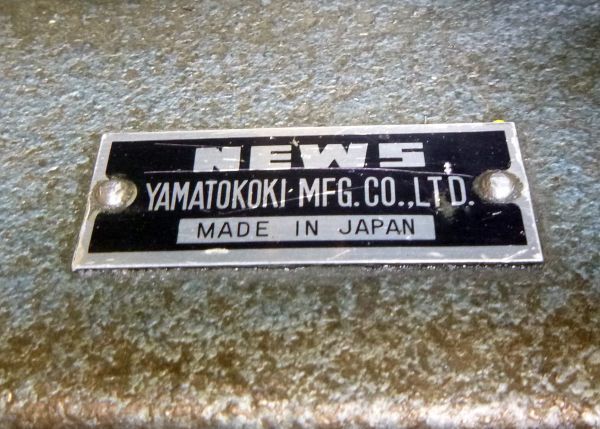 NEWS
YAMATOKOKI MFG. CO.,LTD.
MADE IN JAPAN